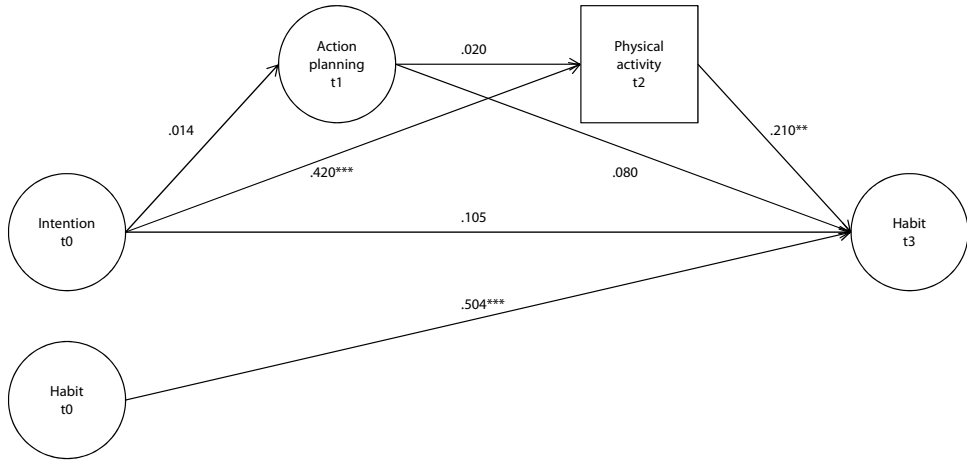 Action
planning
t1
.020
Physical
activity
t2
.014
.210**
.420***
.080
Intention
t0
.105
Habit
t3
.504***
Habit
t0